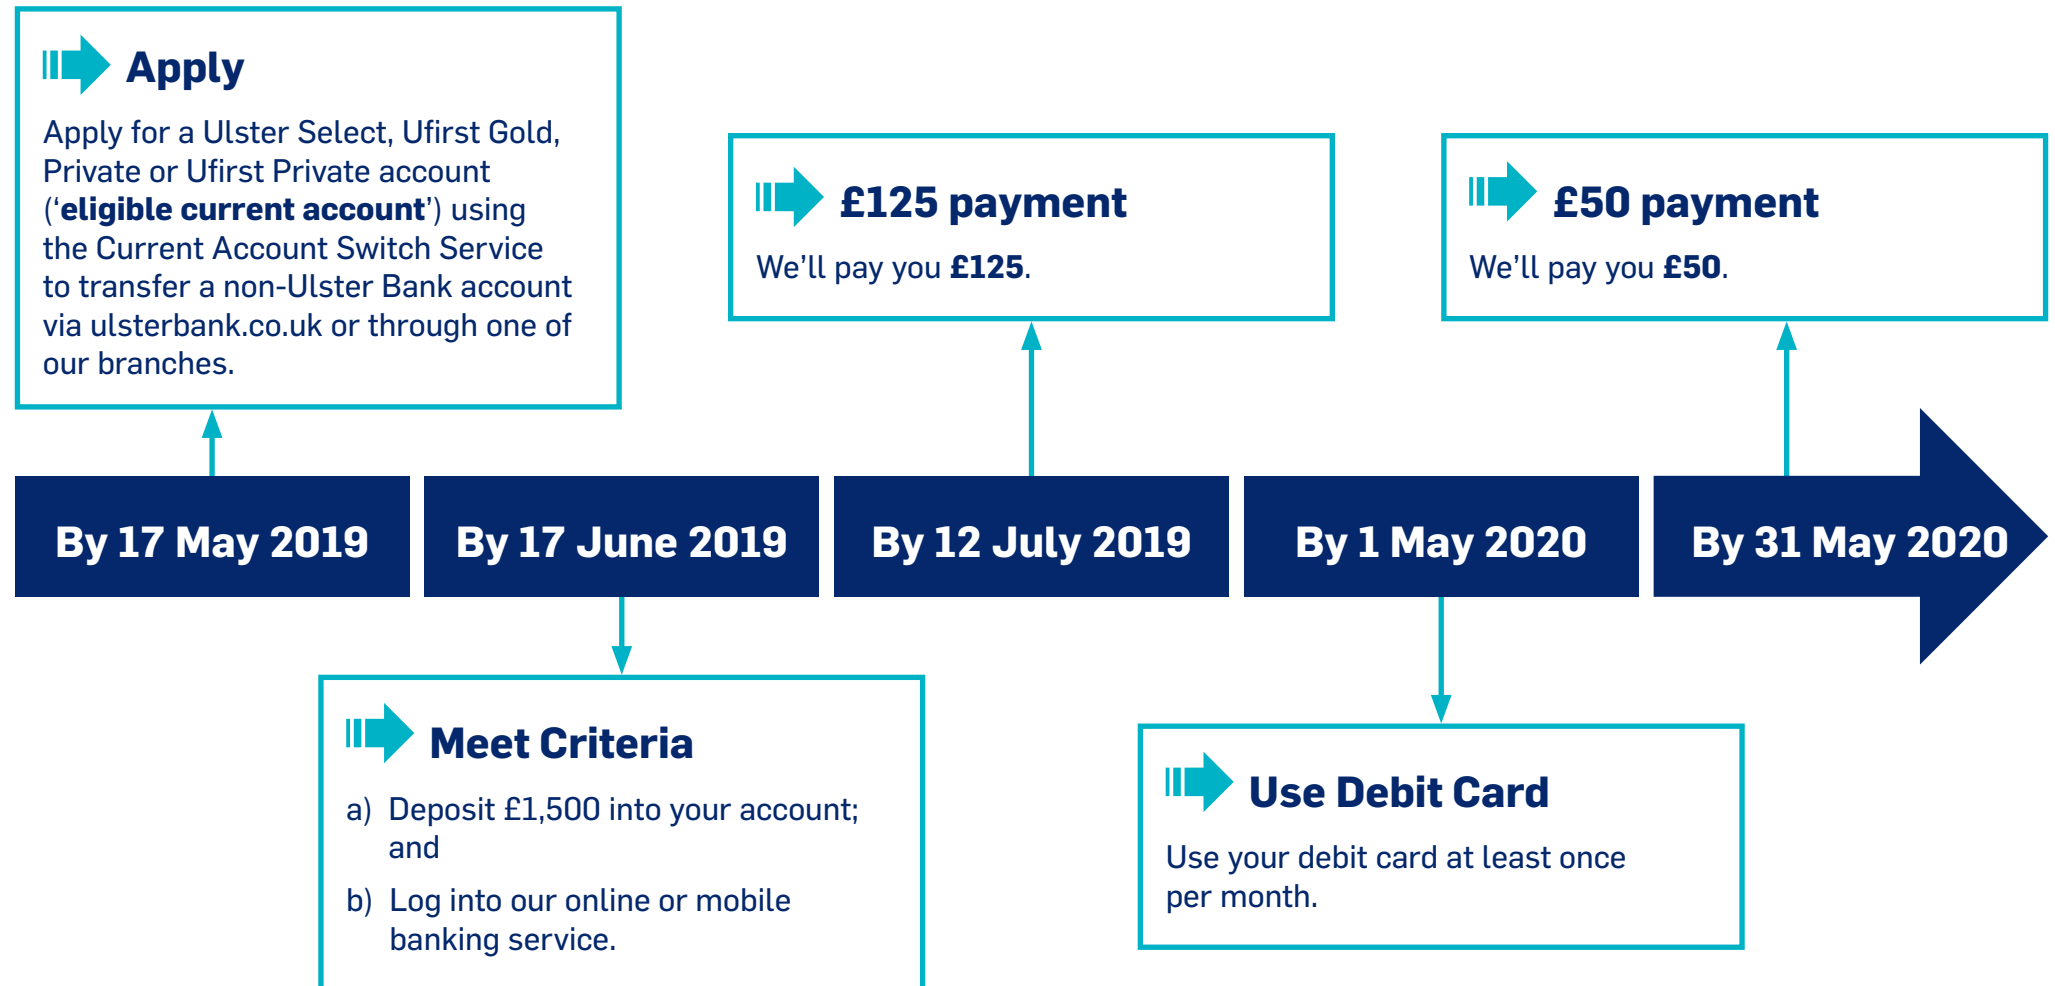 Apply
Apply for a Ulster Select, Ufirst Gold,
Private or Ufirst Private account
(‘eligible current account’) using
the Current Account Switch Service
to transfer a non-Ulster Bank account
via ulsterbank.co.uk or through one of
our branches.
£125 payment
We’ll pay you £125.
£50 payment
We’ll pay you £50.
By 17 May 2019
By 17 June 2019
By 12 July 2019
By 1 May 2020
By 31 May 2020
Meet Criteria
a) Deposit £1,500 into your account;
and
b) Log into our online or mobile
banking service.
Use Debit Card
Use your debit card at least once
per month.